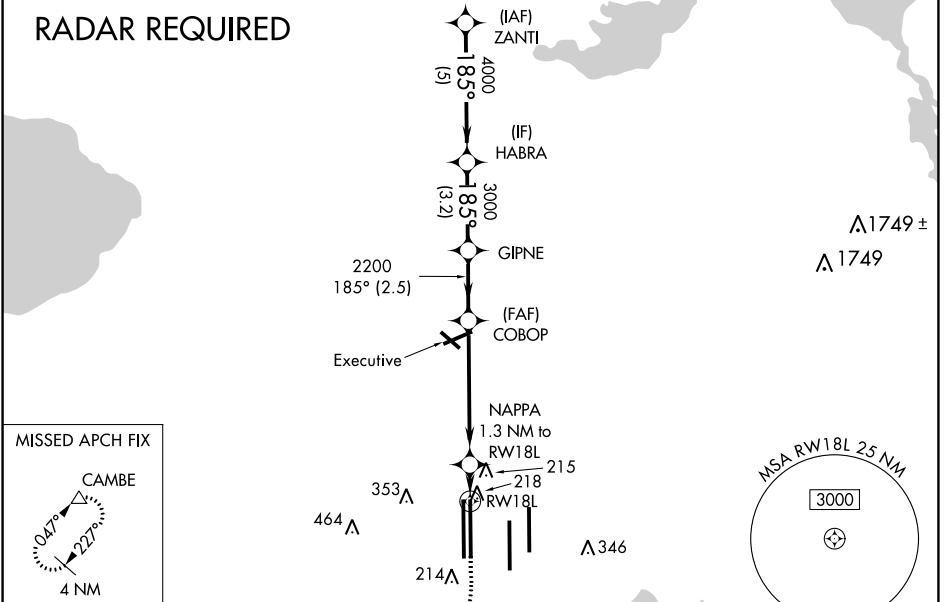 RADAR REQUIRED
(IAF)
ZANTI
4000
185°
(5)
(IF)
HABRA
3000
185°
(3.2)
1749 ±
1749
GIPNE
2200
185° (2.5)
(FAF)
COBOP
Executive
NAPPA
1.3 NM to
RW18L
215
218
RW18L
353
464
346
214
MISSED APCH FIX
CAMBE
047°
227°
4 NM
MSA RW18L 25 NM
3000